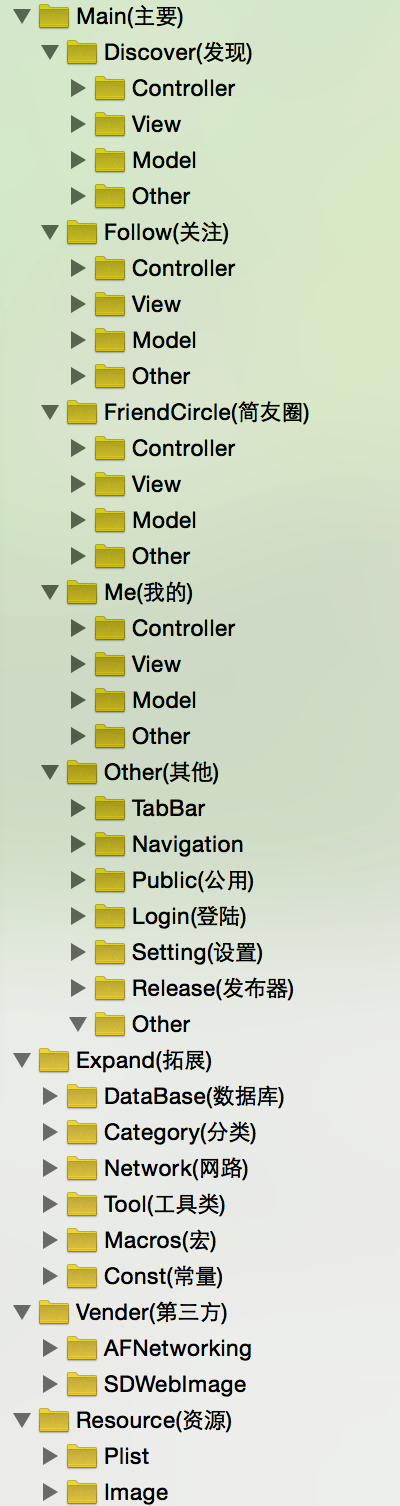 Main(主要)
Discover(发现)
Controller
View
Model
Other
Follow(关注)
Controller
View
Model
Other
FriendCircle(简友圈)
Controller
View
Model
Other
Me(我的)
Controller
View
Model
Other
Other(其他)
TabBar
Navigation
Public(公用)
Login(登陆)
Setting(设置)
Release(发布器)
Other
Expand(拓展)
DataBase(数据库)
Category(分类)
Network(网路)
Tool(工具类)
Macros(宏)
Const(常量)
Vender(第三方)
AFNetworking
SDWebImage
Resource(资源)
Plist
Image